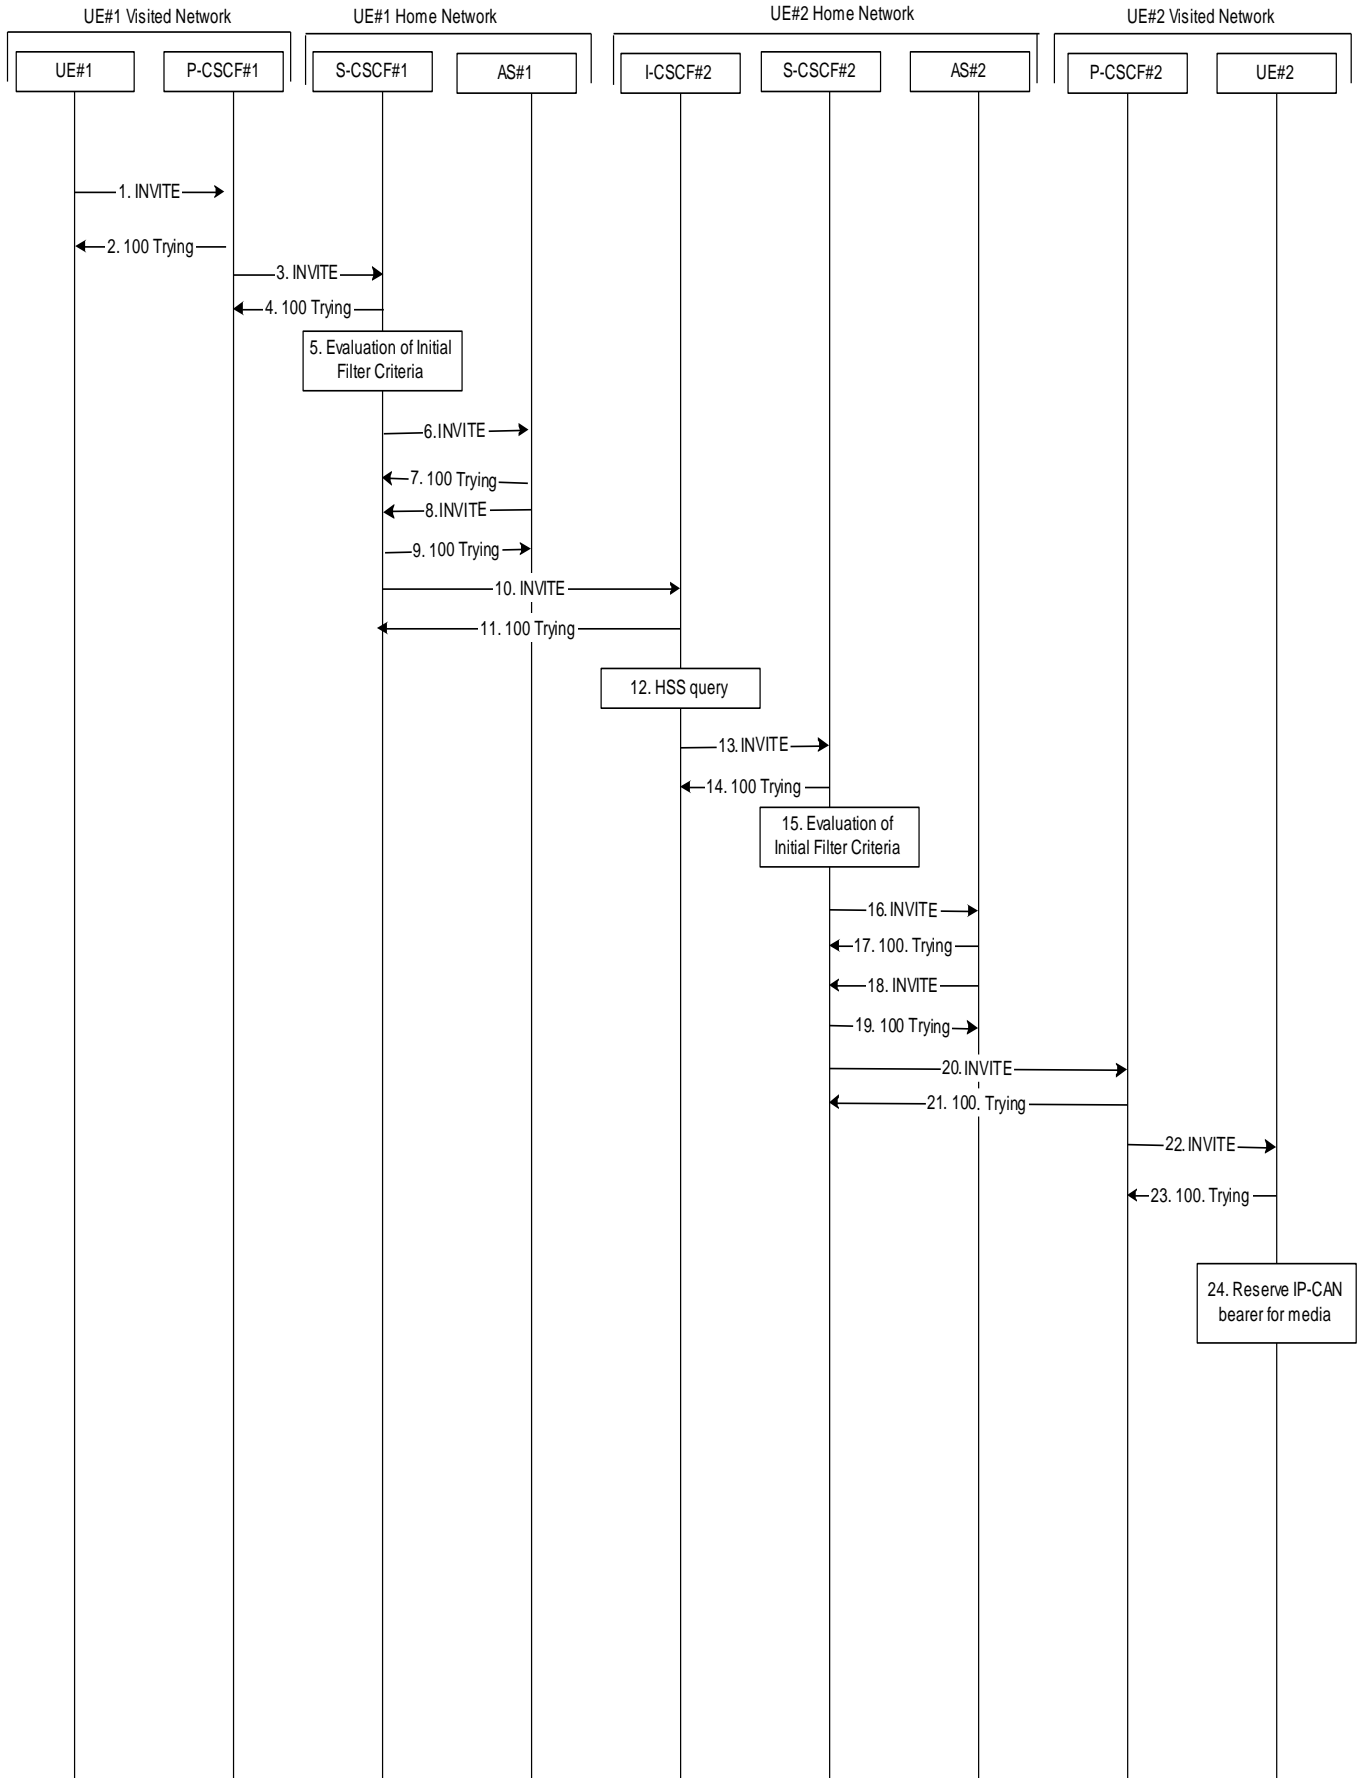 UE#1 Visited Network
UE#1 Home Network
UE#2 Home Network
UE#2 Visited Network
UE#1
P-CSCF#1
S-CSCF#1
AS#1
I-CSCF#2
S-CSCF#2
AS#2
P-CSCF#2
UE#2
1. INVITE
2. 100 Trying
3. INVITE
4. 100 Trying
5. Evaluation of Initial
Filter Criteria
6.INVITE
7. 100 Trying
8.INVITE
9. 100 Trying
10. INVITE
11. 100 Trying
12. HSS query
13. INVITE
14. 100 Trying
15. Evaluation of
Initial Filter Criteria
16. INVITE
17. 100. Trying
18. INVITE
19. 100 Trying
20. INVITE
21. 100. Trying
22. INVITE
23. 100. Trying
24. Reserve IP-CAN
bearer for media